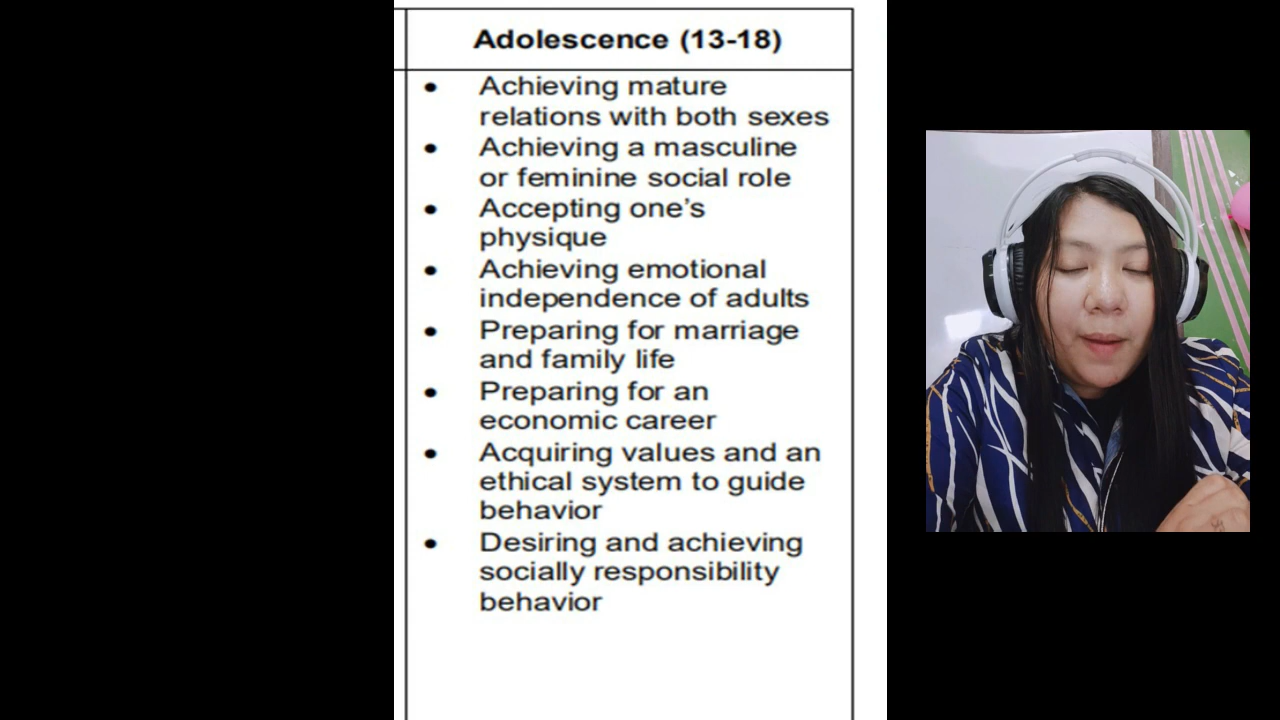 Adolescence (13-18)
• Achieving mature
relations with both sexes
• Achieving a masculine
or feminine social role
• Accepting one’s
physique
• Achieving emotional
independence of adults
• Preparing for marriage
and family life
• Preparing for an
economic career
• Acquiring values and an
ethical system to guide
behavior
• Desiring and achieving
socially responsibility
behavior